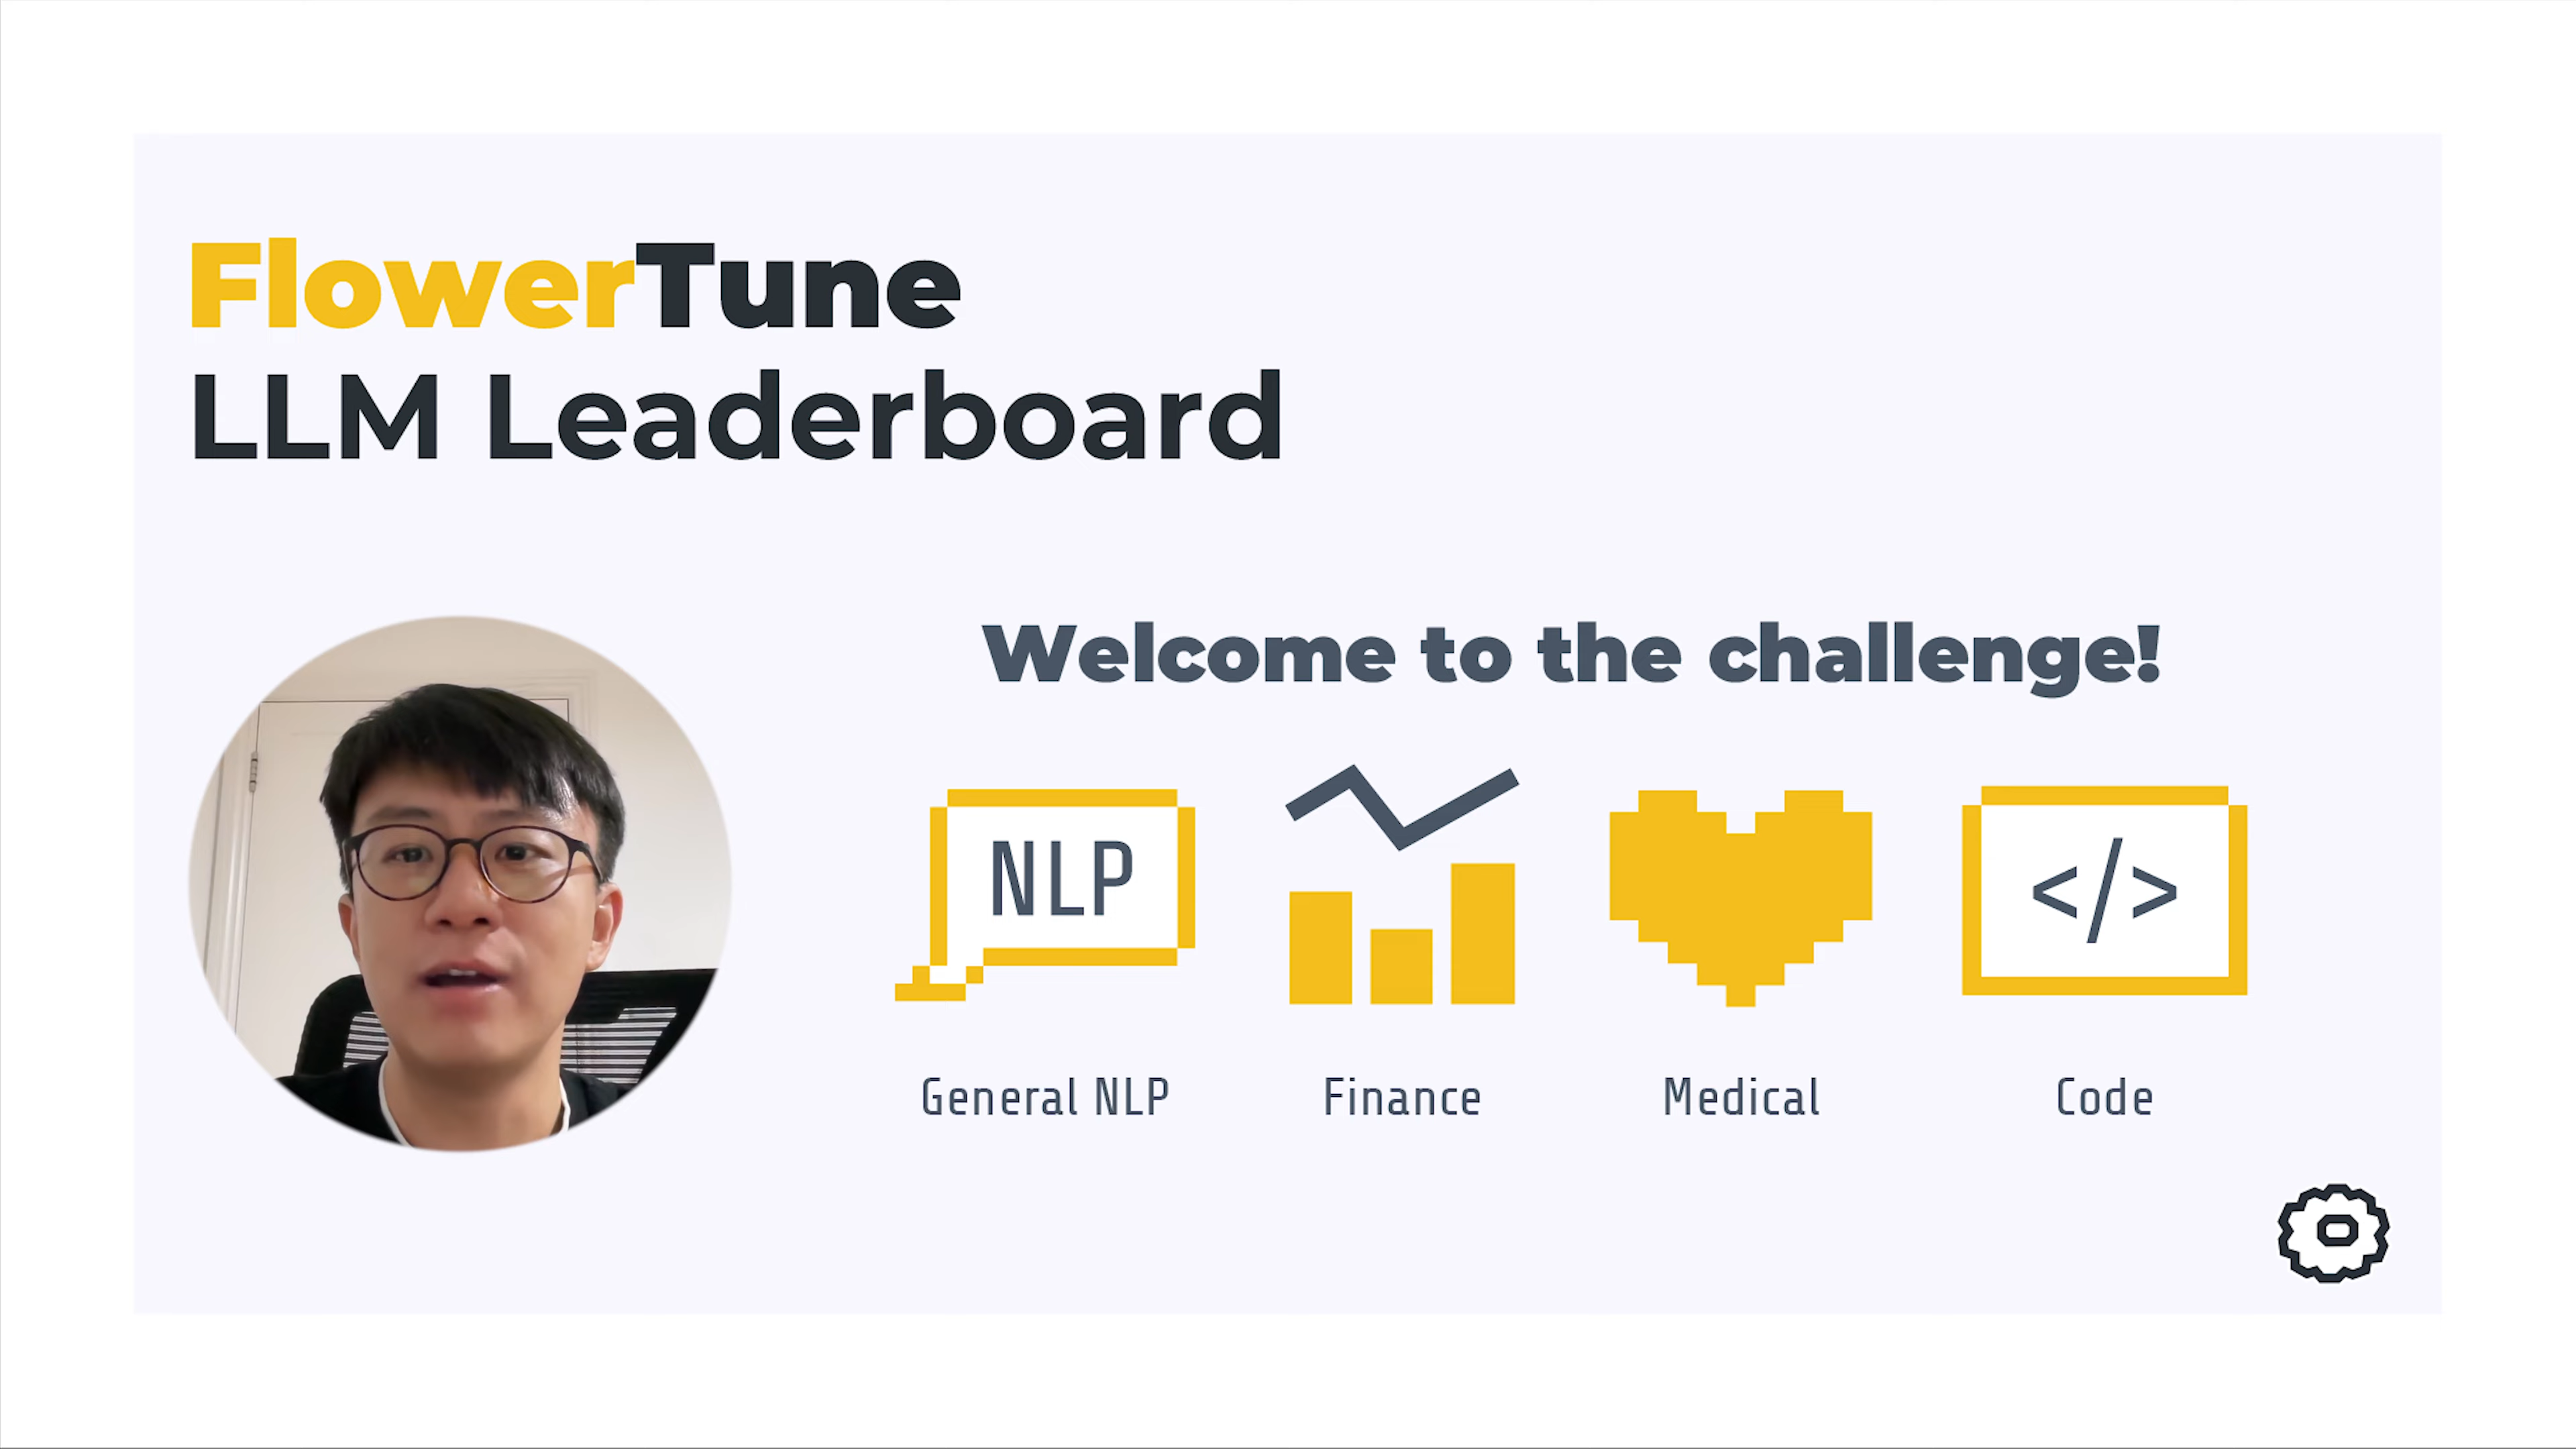 FlowerTune
LLM Leaderboard
Welcome to the challenge!
NLP
</>
General NLP
Finance
Medical
Code